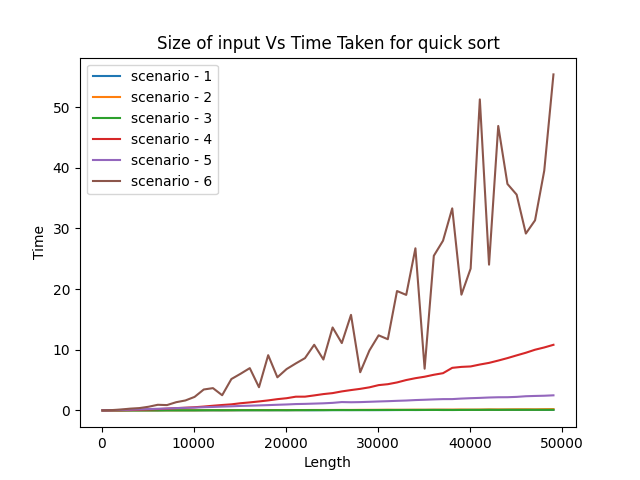 Size of input Vs Time Taken for quick sort
scenario - 1
scenario - 2
scenario - 3
scenario - 4
scenario - 5
scenario - 6
50
40
30
20
10
0
Time
0 10000 20000 30000 40000 50000
Length